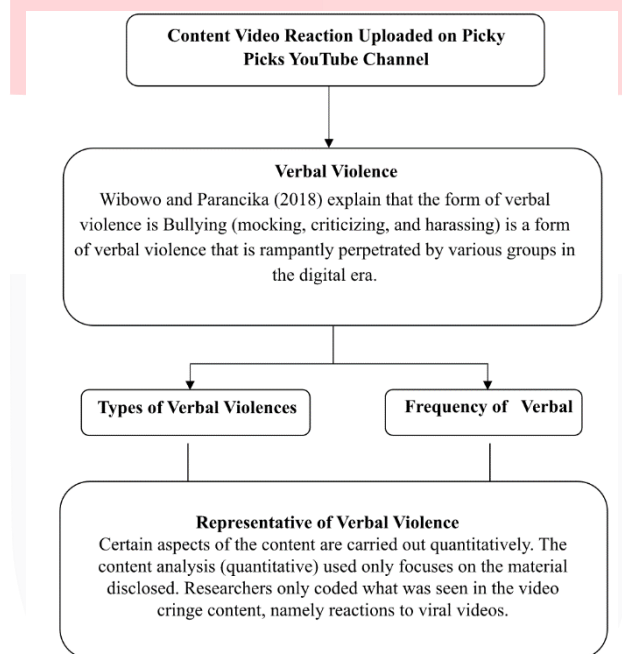 Content Video Reaction Uploaded on Picky
Picks YouTube Channel
Verbal Violence
Wibowo and Parancika (2018) explain that the form of verbal
violence is Bullying (mocking, criticizing, and harassing) is a form
of verbal violence that is rampantly perpetrated by various groups in
the digital era.
Types of Verbal Violences
Frequency of Verbal
Representative of Verbal Violence
Certain aspects of the content are carried out quantitatively. The
content analysis (quantitative) used only focuses on the material
disclosed. Researchers only coded what was seen in the video
cringe content, namely reactions to viral videos.